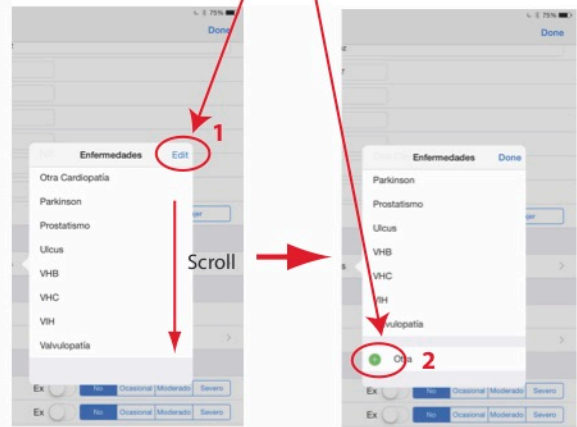 75%
Done
1
Enfermedades Edit
Otra Cardiopatía
Parkinson
Prostatismo
Ulcus
VHB
VHC
VIH
Valvulopatía
Scroll
Ex No Ocasional Moderado Severo
Ex No Ocasional Moderado Severo
75%
Done
Enfermedades Done
Parkinson
Prostatismo
Ulcus
VHB
VHC
VIH
Valvulopatía
Otra 2
Ex No Ocasional Moderado Severo
Ex No Ocasional Moderado Severo